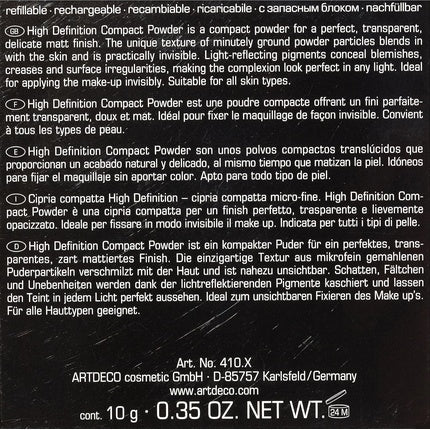 refillable · rechargeable · recambiable · ricaricabile · с запасным блоком · nachfüllbar
GB High Definition Compact Powder is a compact powder for a perfect, transparent,
delicate matt finish. The unique texture of minutely ground powder particles blends in
with the skin and is practically invisible. Light-reflecting pigments conceal blemishes,
creases and surface irregularities, making the complexion look perfect in any light. Ideal
for applying the make-up invisibly. Suitable for all skin types.
F High Definition Compact Powder est une poudre compacte offrant un fini parfaite-
ment transparent, doux et mat. Idéal pour fixer le maquillage de façon invisible. Convient
à tous les types de peau.
E High Definition Compact Powder son unos polvos compactos translúcidos que
proporcionan un acabado natural y delicado, al mismo tiempo que matizan la piel. Idóneos
para fijar el maquillaje sin aportar color. Apto para todo tipo de piel.
I Cipria compatta High Definition – cipria compatta micro-fine. High Definition Com-
pact Powder è una cipria compatta per un finish perfetto, trasparente e lievemente
opacizzato. Ideale per fissare in modo invisibile il make up. Indicata per tutti i tipi di pelle.
D High Definition Compact Powder ist ein kompakter Puder für ein perfektes, trans-
parentes, zart mattiertes Finish. Die einzigartige Textur aus mikrofein gemahlenen
Puderpartikeln verschmilzt mit der Haut und ist nahezu unsichtbar. Schatten, Fältchen
und Unebenheiten werden dank der lichtreflektierenden Pigmente kaschiert und lassen
den Teint in jedem Licht perfekt aussehen. Ideal zum unsichtbaren Fixieren des Make up's.
Für alle Hauttypen geeignet.
Art. No. 410.X
ARTDECO cosmetic GmbH · D-85757 Karlsfeld/Germany
www.artdeco.com
cont. 10 g · 0.35 OZ. NET WT. 24 M